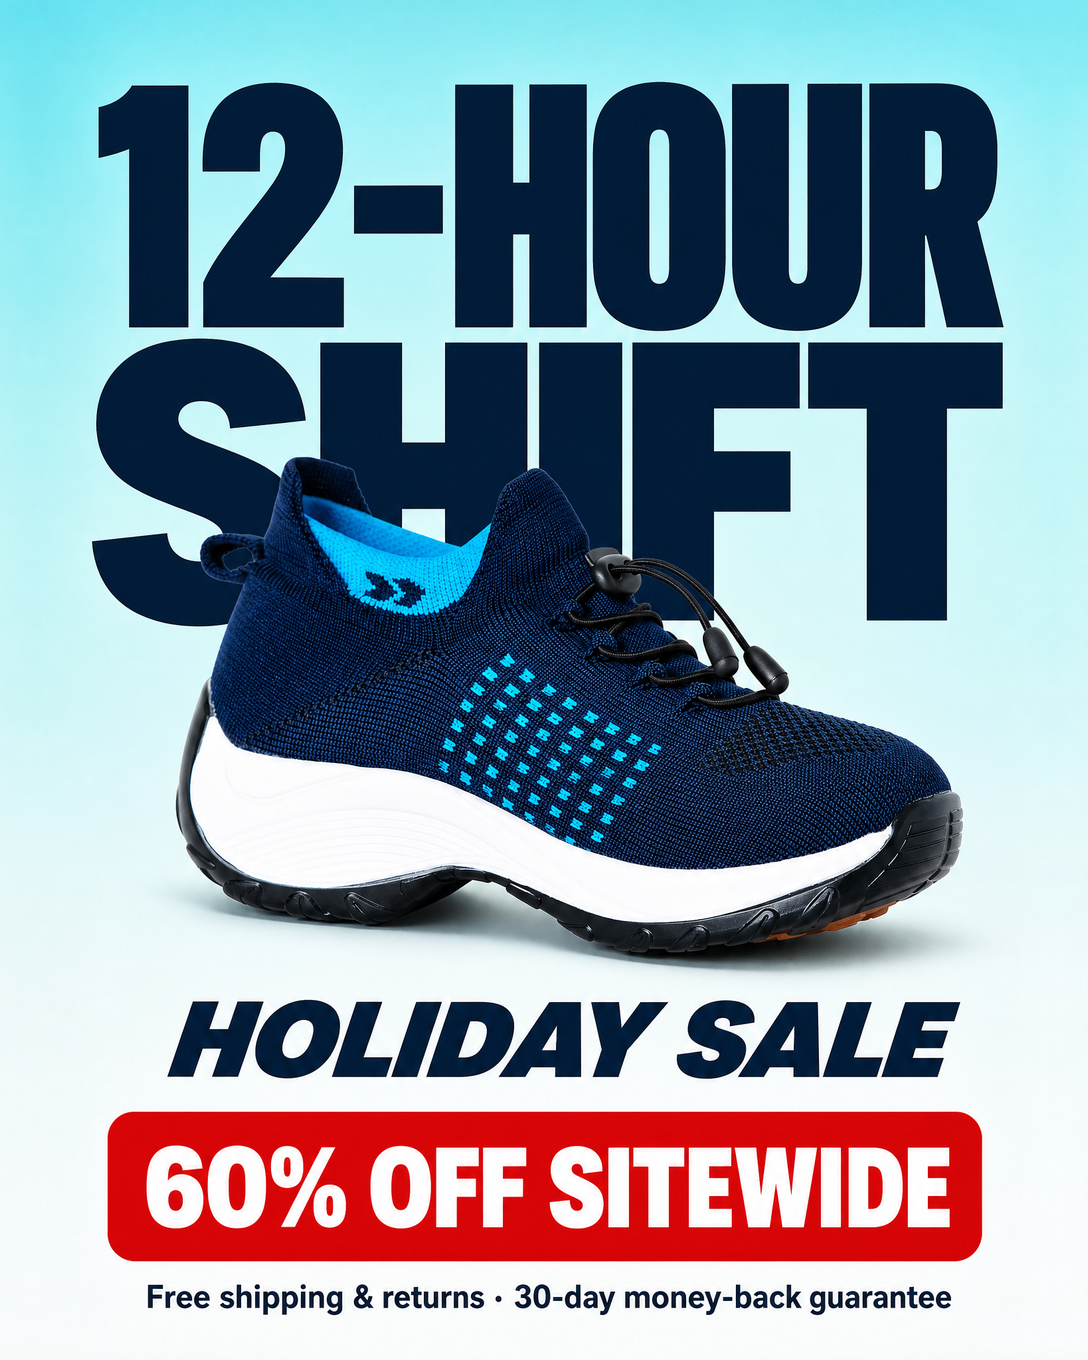 12-HOUR
SHIFT
HOLIDAY SALE
60% OFF SITEWIDE
Free shipping & returns · 30-day money-back guarantee